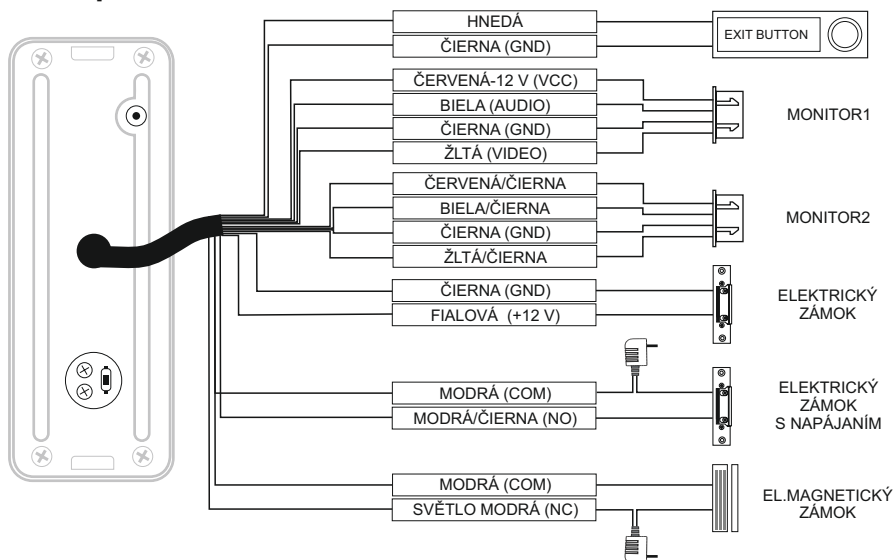 HNEDÁ
EXIT BUTTON
ČIERNA (GND)
ČERVENÁ-12 V (VCC)
BIELA (AUDIO)
MONITOR1
ČIERNA (GND)
ŽLTÁ (VIDEO)
ČERVENÁ/ČIERNA
BIELA/ČIERNA
MONITOR2
ČIERNA (GND)
ŽLTÁ/ČIERNA
ČIERNA (GND)
FIALOVÁ (+12 V)
ELEKTRICKÝ
ZÁMOK
MODRÁ (COM)
MODRÁ/ČIERNA (NO)
ELEKTRICKÝ
ZÁMOK
S NAPÁJANÍM
MODRÁ (COM)
SVĚTLO MODRÁ (NC)
EL.MAGNETICKÝ
ZÁMOK